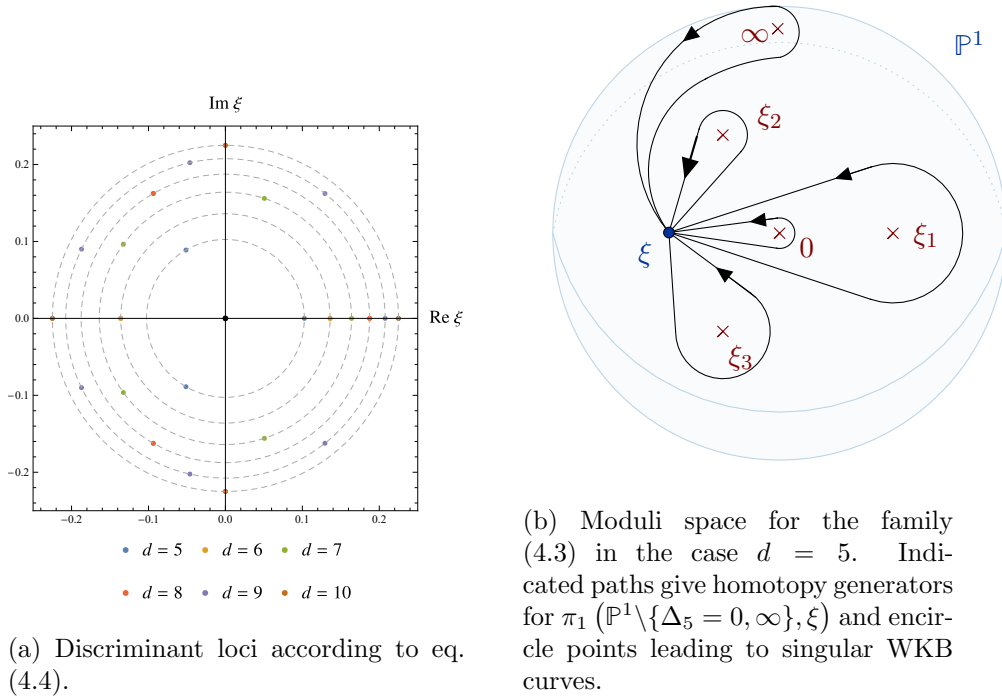 Im ξ
0.2
0.1
0.0
−0.1
−0.2
Re ξ
−0.2 −0.1 0.0 0.1 0.2
d = 5 d = 6 d = 7
d = 8 d = 9 d = 10
(a) Discriminant loci according to eq.
(4.4).
∞
ℙ¹
ξ₂
ξ
0
ξ₁
ξ₃
(b) Moduli space for the family
(4.3) in the case d = 5. Indi-
cated paths give homotopy generators
for π₁ (ℙ¹\{Δ₅ = 0, ∞}, ξ) and encir-
cle points leading to singular WKB
curves.